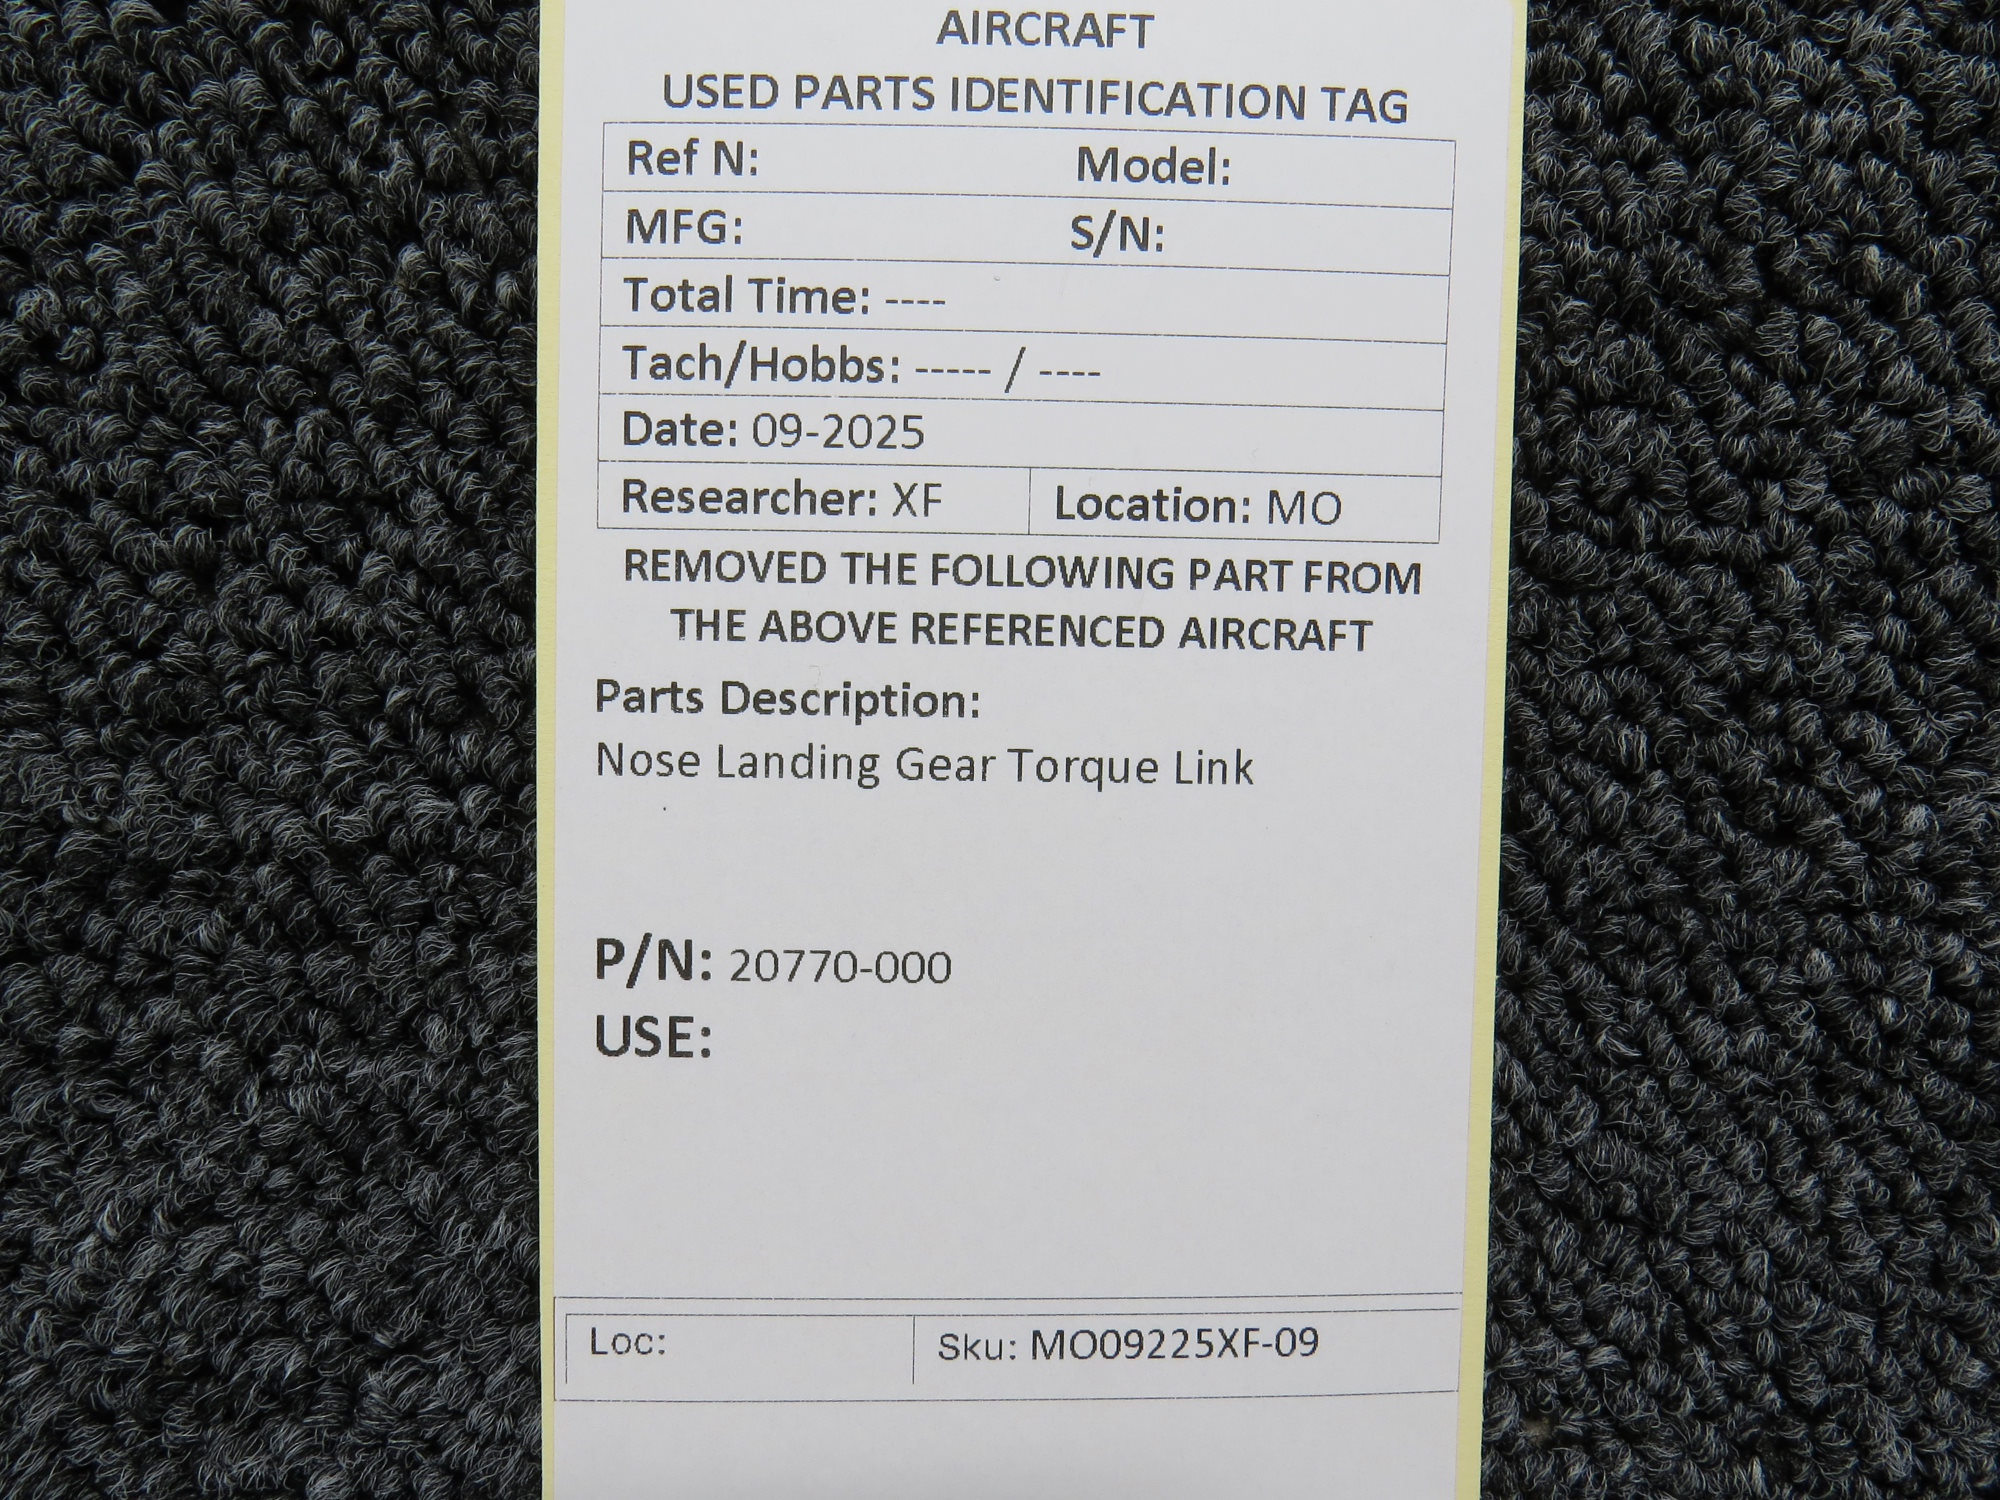 AIRCRAFT
USED PARTS IDENTIFICATION TAG
Ref N: Model:
MFG: S/N:
Total Time: ----
Tach/Hobbs: ----- / ----
Date: 09-2025
Researcher: XF Location: MO
REMOVED THE FOLLOWING PART FROM
THE ABOVE REFERENCED AIRCRAFT
Parts Description:
Nose Landing Gear Torque Link
P/N: 20770-000
USE:
Loc: Sku: MO09225XF-09